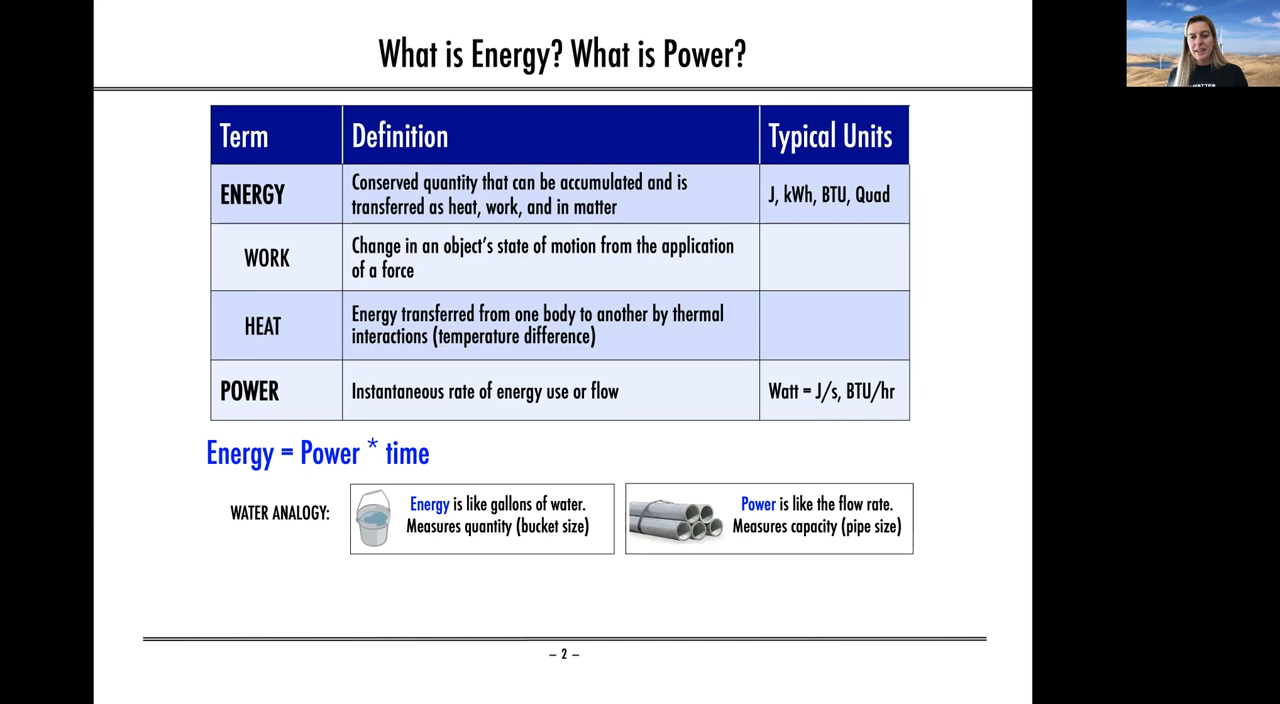 What is Energy? What is Power?
Term
Definition
Typical Units
ENERGY
Conserved quantity that can be accumulated and is
transferred as heat, work, and in matter
J, kWh, BTU, Quad
WORK
Change in an object's state of motion from the application
of a force
HEAT
Energy transferred from one body to another by thermal
interactions (temperature difference)
POWER
Instantaneous rate of energy use or flow
Watt = J/s, BTU/hr
Energy = Power * time
WATER ANALOGY:
Energy is like gallons of water.
Measures quantity (bucket size)
Power is like the flow rate.
Measures capacity (pipe size)
– 2 –
MATTER